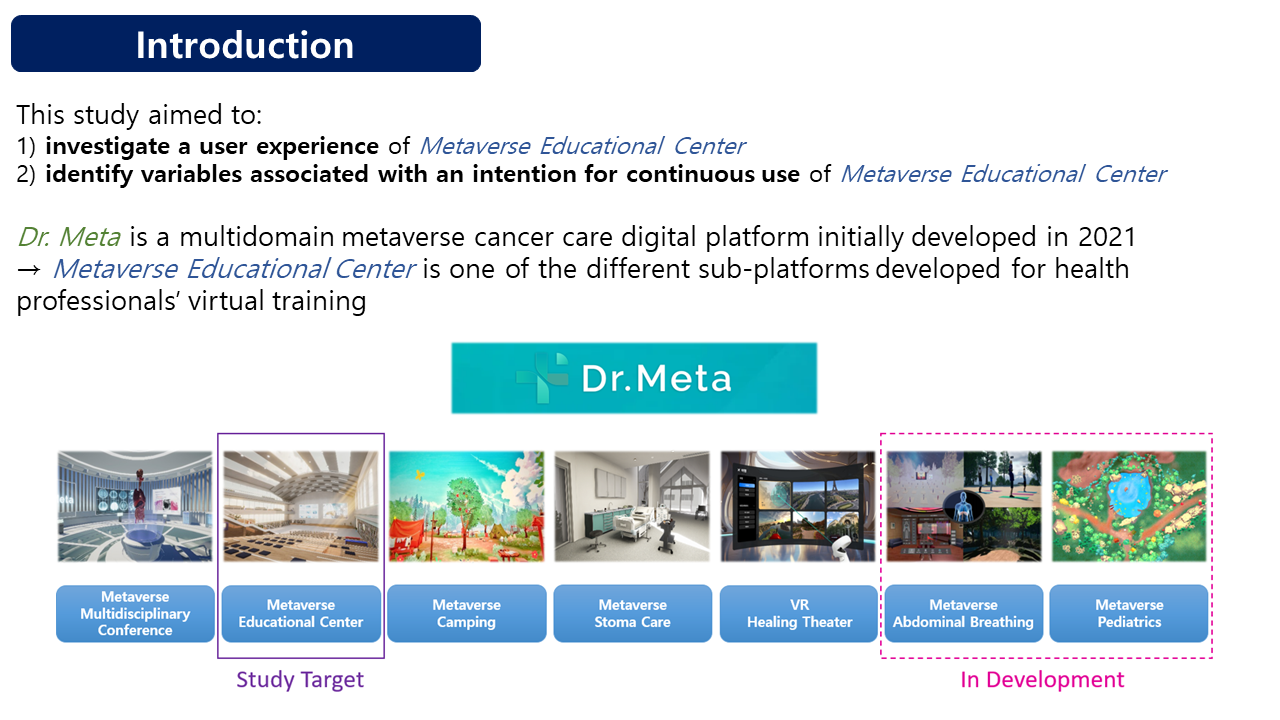 Introduction
This study aimed to:
1) investigate a user experience of Metaverse Educational Center
2) identify variables associated with an intention for continuous use of Metaverse Educational Center
Dr. Meta is a multidomain metaverse cancer care digital platform initially developed in 2021
→ Metaverse Educational Center is one of the different sub-platforms developed for health
professionals’ virtual training
Dr.Meta
Metaverse
Multidisciplinary
Conference
Metaverse
Educational Center
Metaverse
Camping
Metaverse
Stoma Care
VR
Healing Theater
Metaverse
Abdominal Breathing
Metaverse
Pediatrics
Study Target
In Development